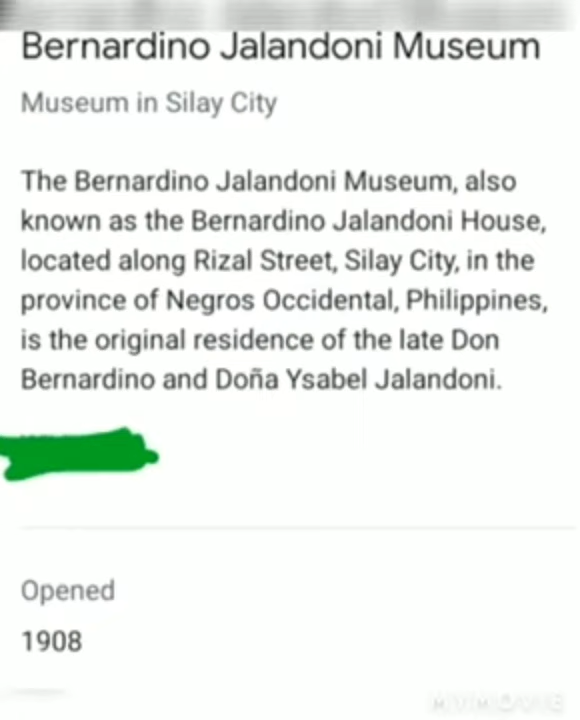 Bernardino Jalandoni Museum
Museum in Silay City
The Bernardino Jalandoni Museum, also
known as the Bernardino Jalandoni House,
located along Rizal Street, Silay City, in the
province of Negros Occidental, Philippines,
is the original residence of the late Don
Bernardino and Doña Ysabel Jalandoni.
Opened
1908
MYMOVIE